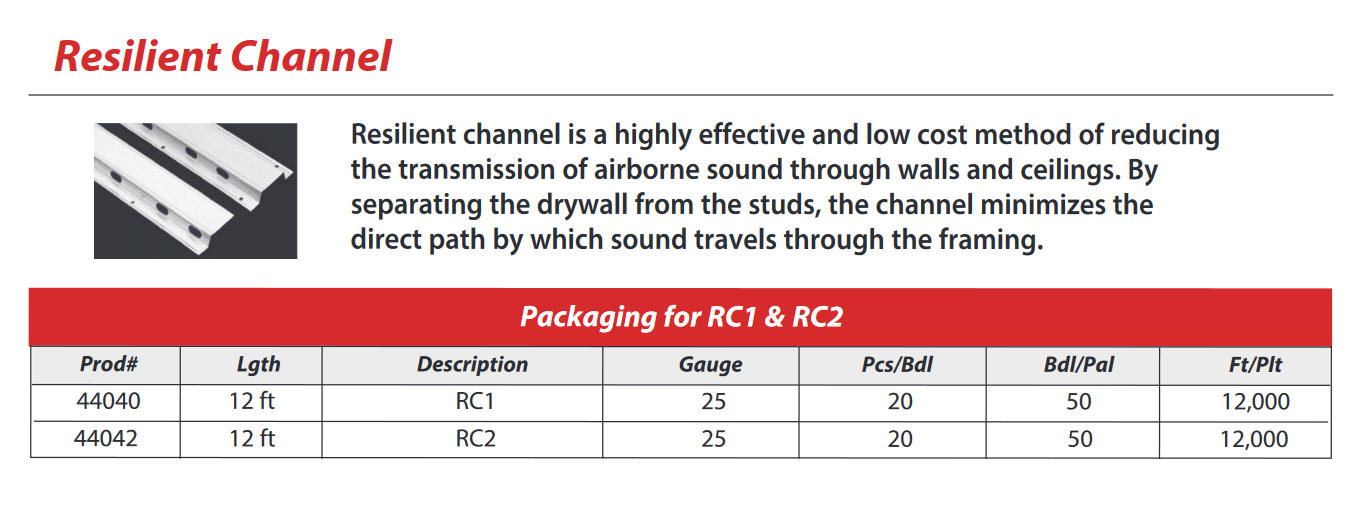 Resilient Channel
Resilient channel is a highly effective and low cost method of reducing
the transmission of airborne sound through walls and ceilings. By
separating the drywall from the studs, the channel minimizes the
direct path by which sound travels through the framing.
Packaging for RC1 & RC2
Prod# Lgth Description Gauge Pcs/Bdl Bdl/Pal Ft/Plt
44040 12 ft RC1 25 20 50 12,000
44042 12 ft RC2 25 20 50 12,000